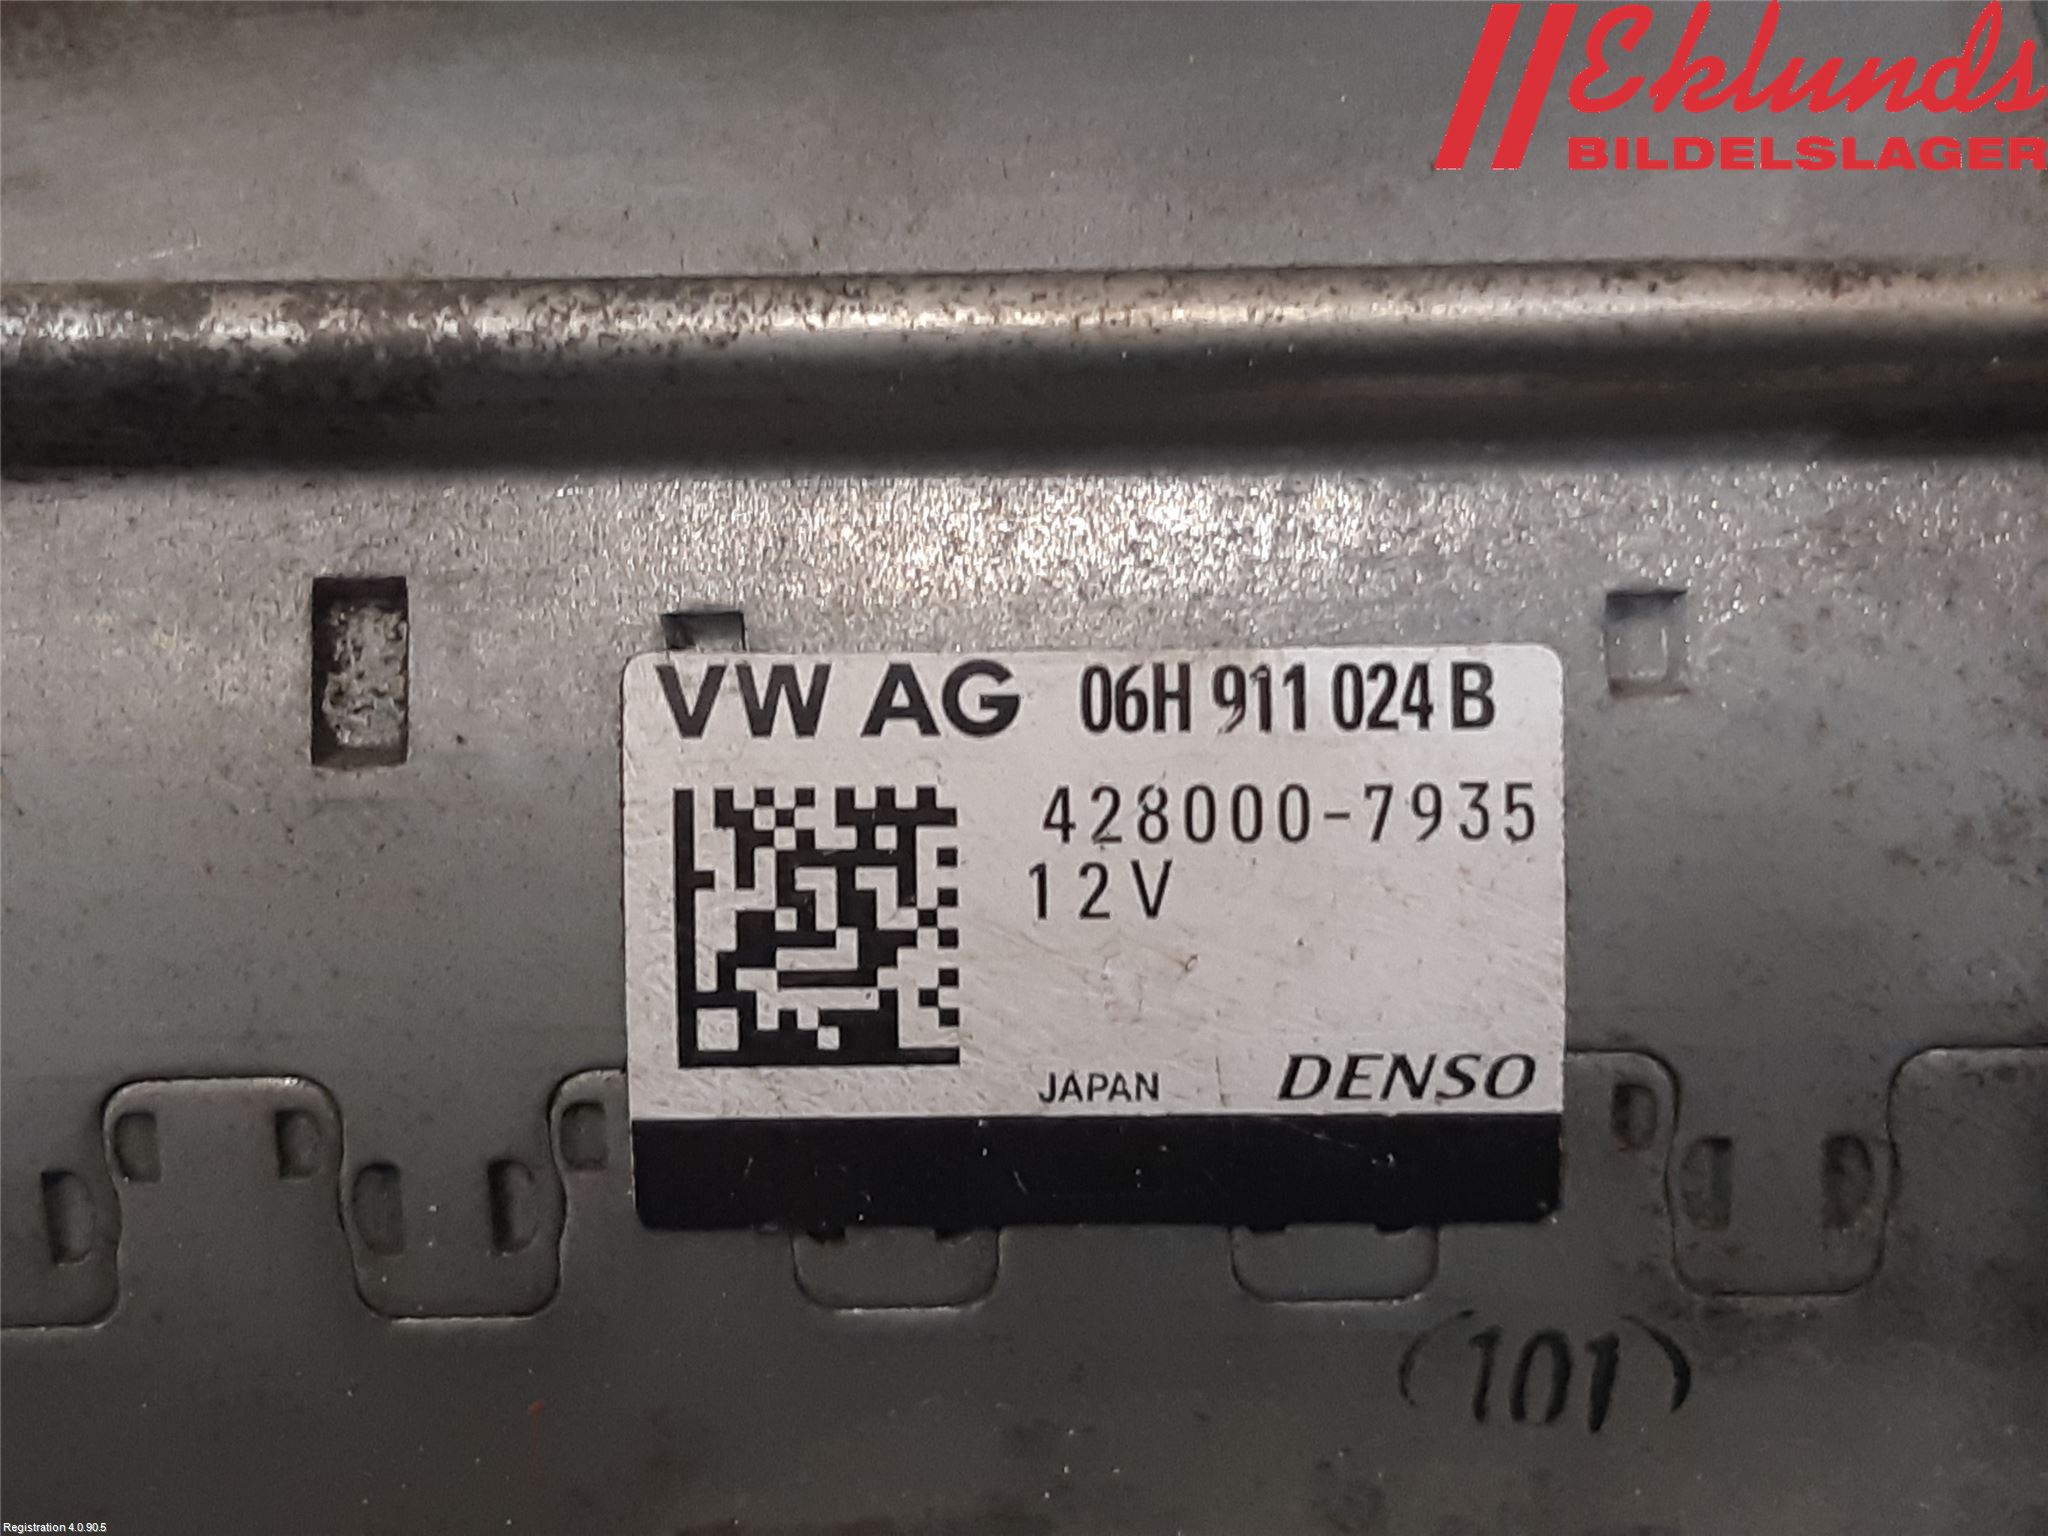 Eklunds
BILDELSLAGER
VW AG 06H 911 024 B
428000-7935
12V
JAPAN DENSO
(101)
Registration 4.0.90.5